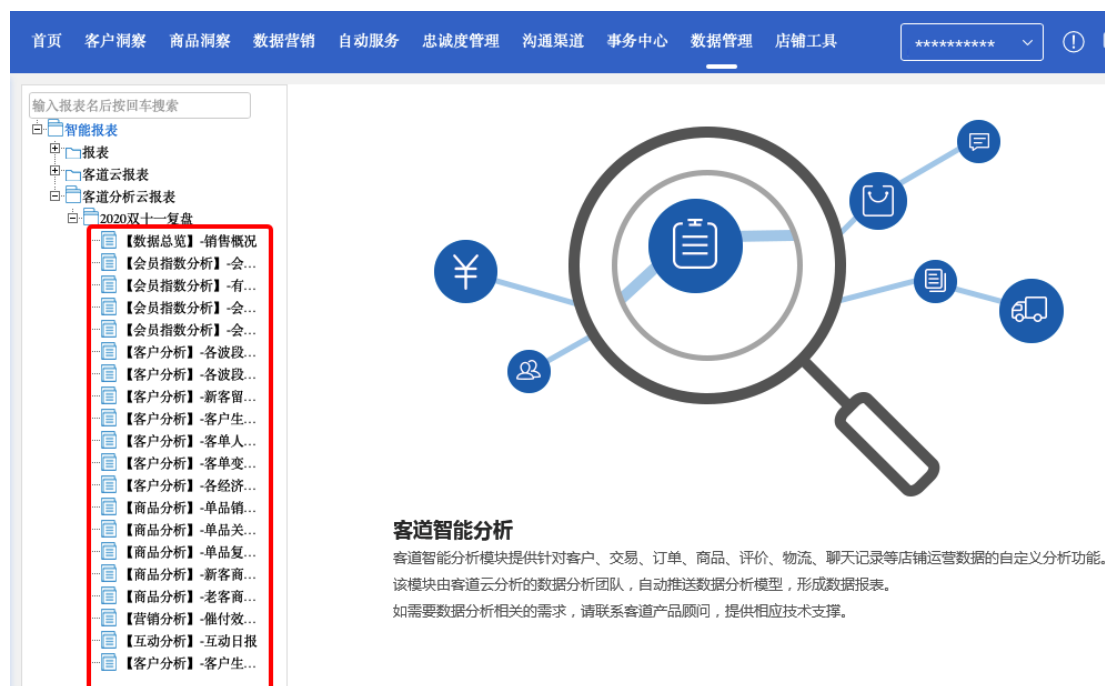 首页 客户洞察 商品洞察 数据营销 自动服务 忠诚度管理 沟通渠道 事务中心 数据管理 店铺工具 **********
输入报表名后按回车搜索
智能报表
报表
客道云报表
客道分析云报表
2020双十一复盘
【数据总览】-销售概况
【会员指数分析】-会...
【会员指数分析】-有...
【会员指数分析】-会...
【会员指数分析】-会...
【客户分析】-各波段...
【客户分析】-各波段...
【客户分析】-新客留...
【客户分析】-客户生...
【客户分析】-客单人...
【客户分析】-客单变...
【客户分析】-各经济...
【商品分析】-单品销...
【商品分析】-单品关...
【商品分析】-单品复...
【商品分析】-新客商...
【商品分析】-老客商...
【营销分析】-催付效...
【互动分析】-互动日报
【客户分析】-客户生...
客道智能分析
客道智能分析模块提供针对客户、交易、订单、商品、评价、物流、聊天记录等店铺运营数据的自定义分析功能。
该模块由客道云分析的数据分析团队，自动推送数据分析模型，形成数据报表。
如需要数据分析相关的需求，请联系客道产品顾问，提供相应技术支撑。